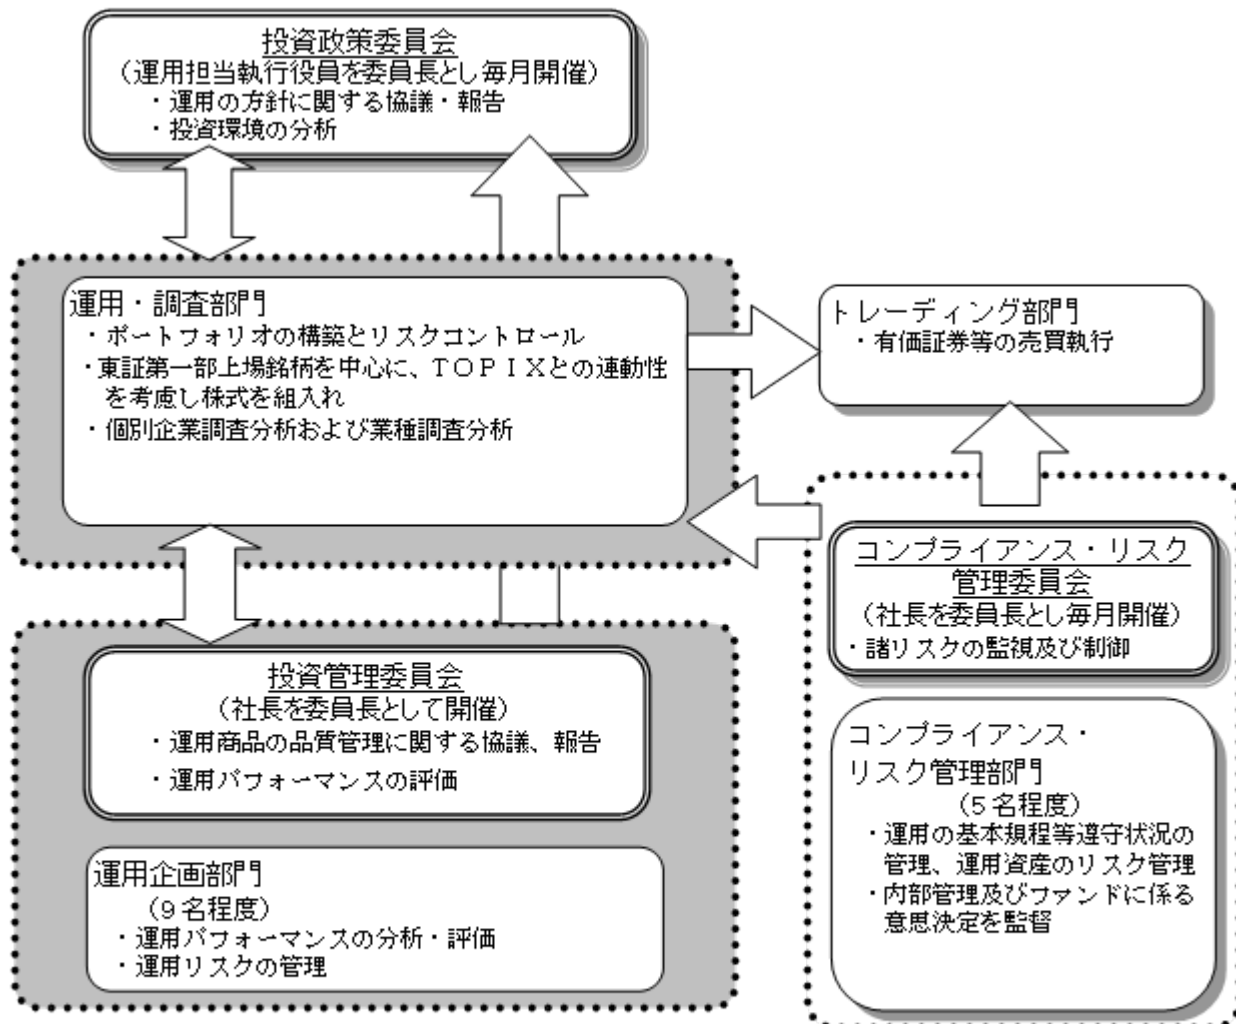 投資政策委員会
（運用担当執行役員を委員長とし毎月開催）
・運用の方針に関する協議・報告
・投資環境の分析
運用・調査部門
・ポートフォリオの構築とリスクコントロール
・東証第一部上場銘柄を中心に、ＴＯＰＩＸとの連動性
を考慮し株式を組入れ
・個別企業調査分析および業種調査分析
トレーディング部門
・有価証券等の売買執行
コンプライアンス・リスク
管理委員会
（社長を委員長とし毎月開催）
・諸リスクの監視及び制御
投資管理委員会
（社長を委員長として開催）
・運用商品の品質管理に関する協議、報告
・運用パフォーマンスの評価
コンプライアンス・
リスク管理部門
（５名程度）
・運用の基本規程等遵守状況の
管理、運用資産のリスク管理
・内部管理及びファンドに係る
意思決定を監督
運用企画部門
（９名程度）
・運用パフォーマンスの分析・評価
・運用リスクの管理